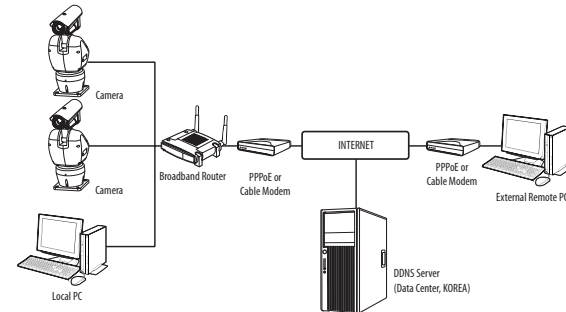 Camera
Camera
Local PC
Broadband Router
PPPoE or
Cable Modem
INTERNET
PPPoE or
Cable Modem
External Remote PC
DDNS Server
(Data Center, KOREA)